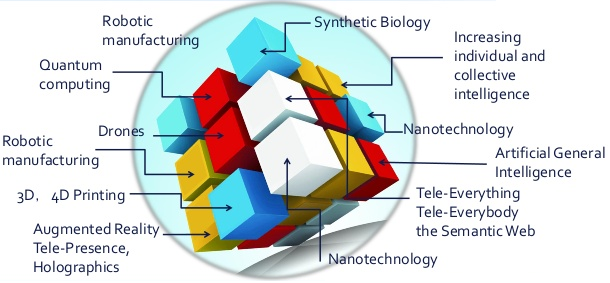 Robotic
manufacturing
Synthetic Biology
Increasing
individual and
collective
intelligence
Quantum
computing
Drones
Nanotechnology
Robotic
manufacturing
Artificial General
Intelligence
3D, 4D Printing
Tele-Everything
Tele-Everybody
the Semantic Web
Augmented Reality
Tele-Presence,
Holographics
Nanotechnology